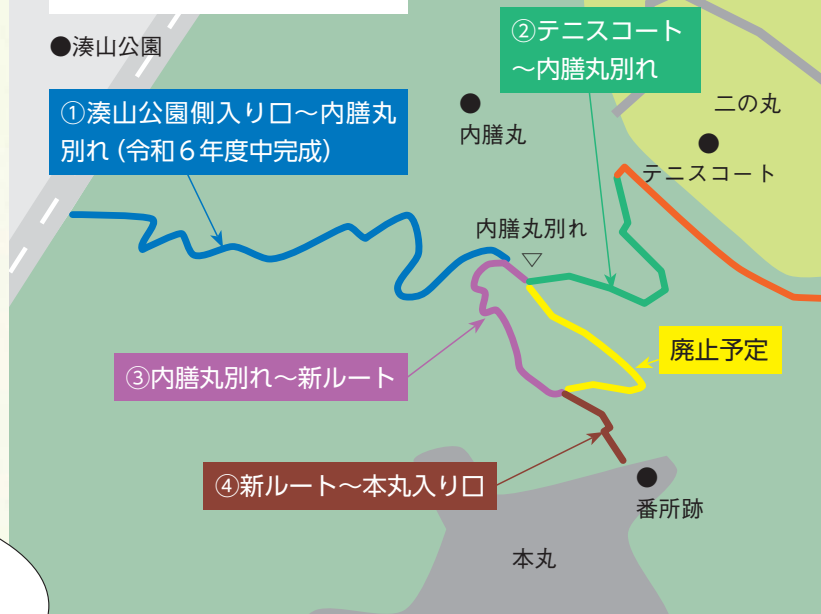 ●湊山公園
②テニスコート
～内膳丸別れ
①湊山公園側入り口～内膳丸
別れ（令和６年度中完成）
内膳丸
二の丸
テニスコート
内膳丸別れ
▽
廃止予定
③内膳丸別れ～新ルート
④新ルート～本丸入り口
番所跡
本丸